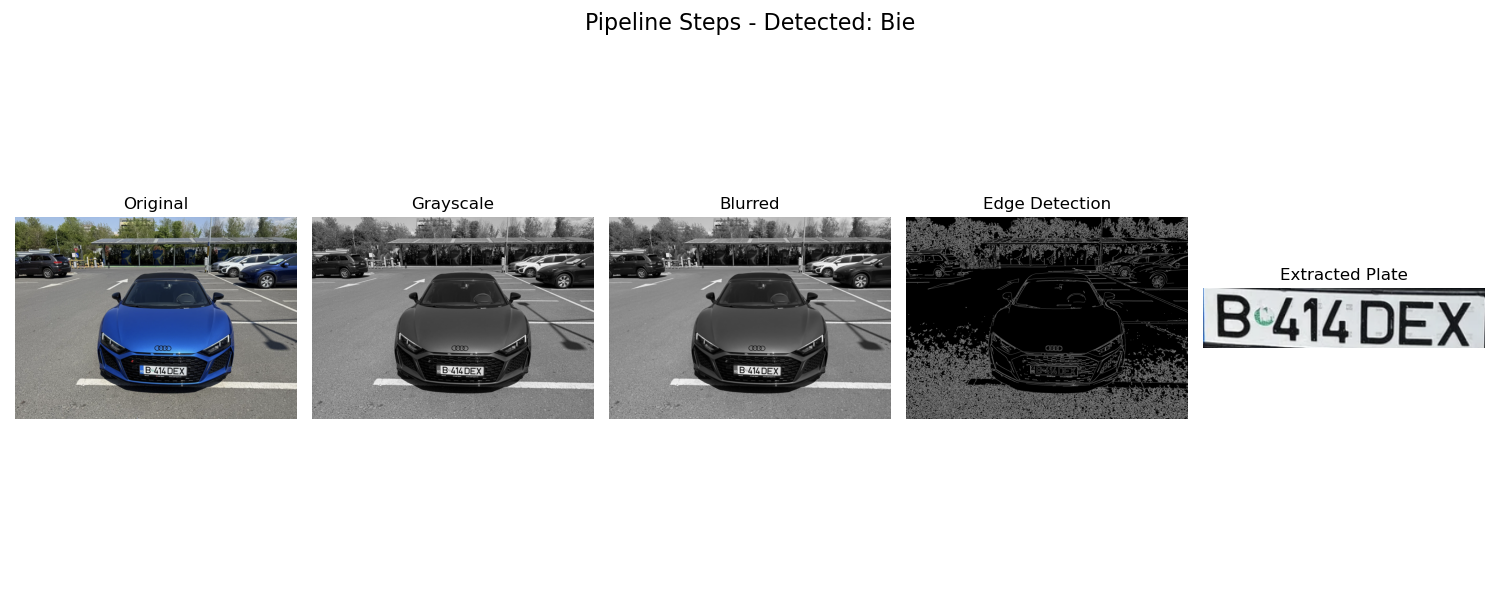 Pipeline Steps - Detected: Bie
Original
Grayscale
Blurred
Edge Detection
Extracted Plate
B 414 DEX
B 414 DEX
B 414 DEX
B 414 DEX